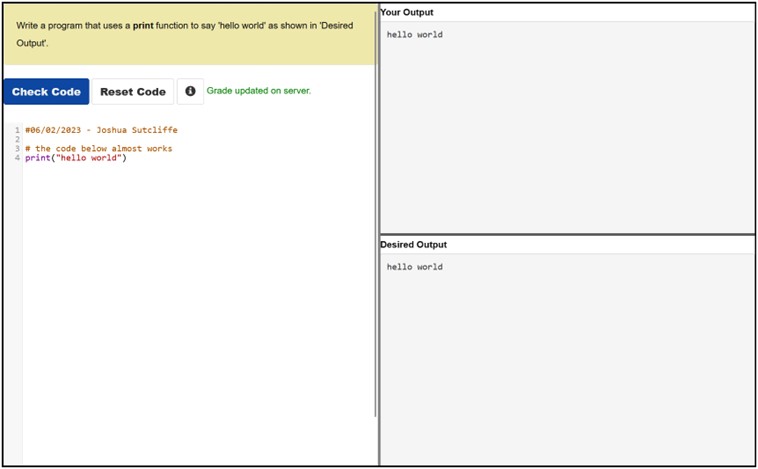 Write a program that uses a print function to say 'hello world' as shown in 'Desired
Output'.
Check Code Reset Code Grade updated on server.
1 #06/02/2023 - Joshua Sutcliffe
2
3 # the code below almost works
4 print("hello world")
Your Output
hello world
Desired Output
hello world